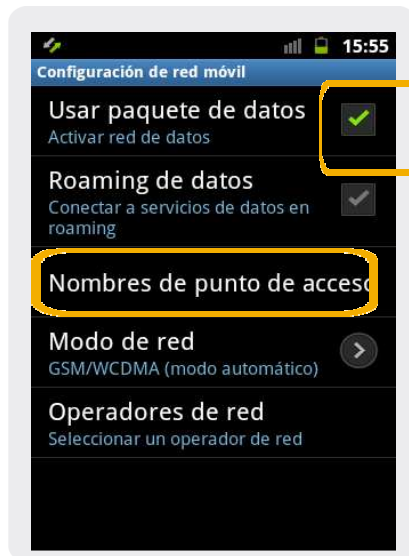 15:55
Configuración de red móvil
Usar paquete de datos
Activar red de datos
Roaming de datos
Conectar a servicios de datos en
roaming
Nombres de punto de acceso
Modo de red
GSM/WCDMA (modo automático)
Operadores de red
Seleccionar un operador de red